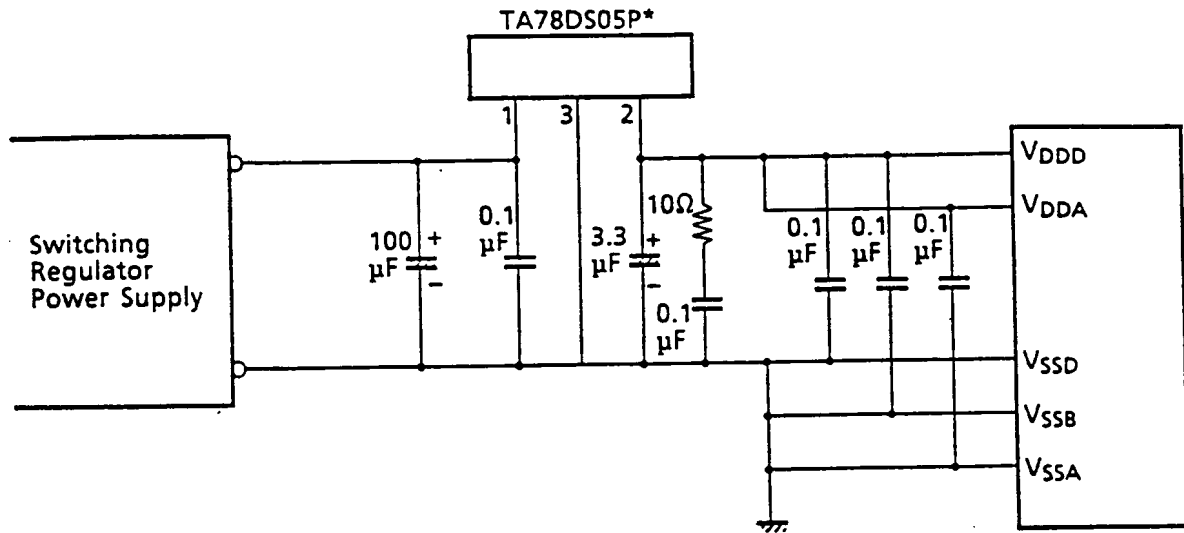 TA78DS05P*
1
3
2
Switching
Regulator
Power Supply
100
µF
+
−
0.1
µF
3.3
µF
+
−
10Ω
0.1
µF
0.1
µF
0.1
µF
0.1
µF
VDDD
VDDA
VSSD
VSSB
VSSA